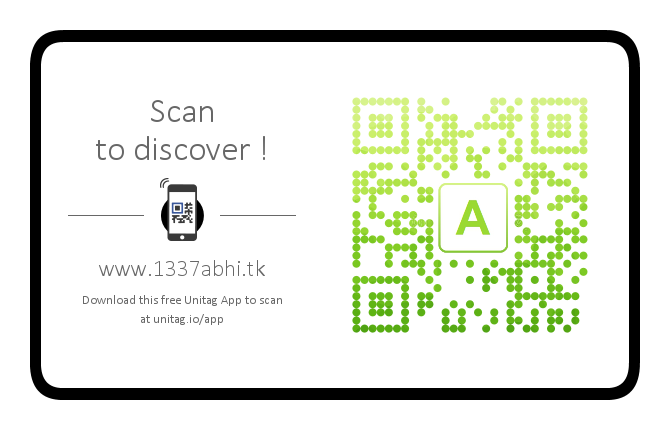 Scan
to discover !
www.1337abhi.tk
Download this free Unitag App to scan
at unitag.io/app
A